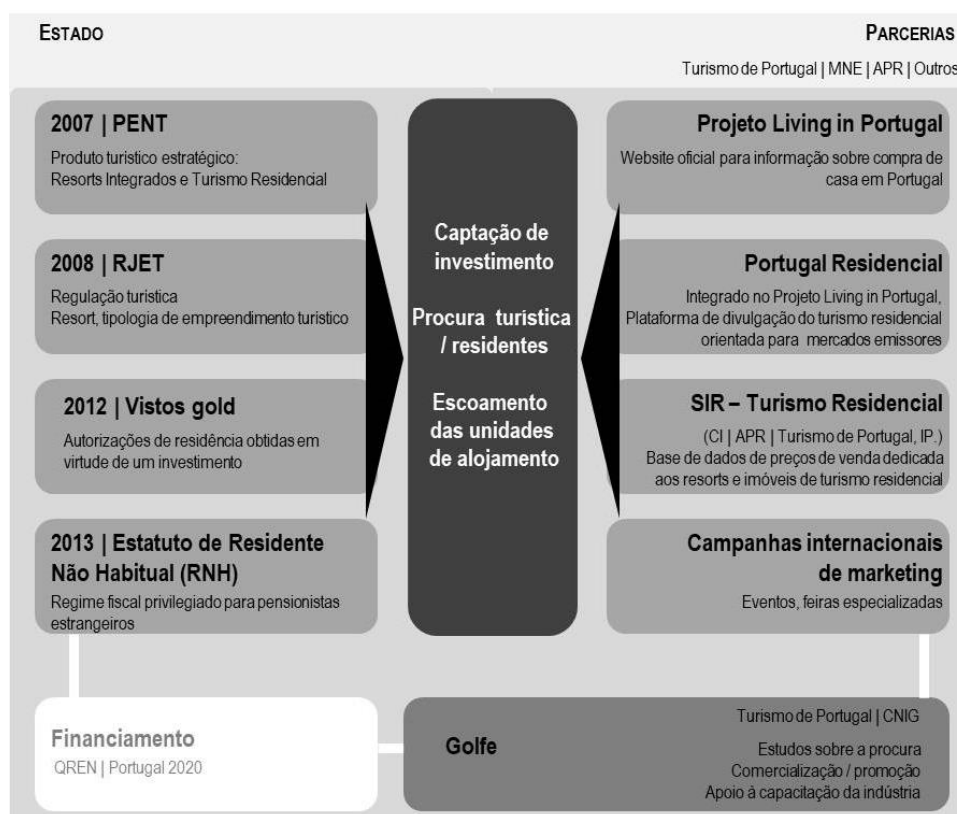 ESTADO
PARCERIAS
Turismo de Portugal | MNE | APR | Outros
2007 | PENT
Produto turistico estratégico:
Resorts Integrados e Turismo Residencial
2008 | RJET
Regulação turistica
Resort, tipologia de empreendimento turístico
2012 | Vistos gold
Autorizações de residência obtidas em
virtude de um investimento
2013 | Estatuto de Residente
Não Habitual (RNH)
Regime fiscal privilegiado para pensionistas
estrangeiros
Captação de
investimento
Procura turística
/ residentes
Escoamento
das unidades
de alojamento
Projeto Living in Portugal
Website oficial para informação sobre compra de
casa em Portugal
Portugal Residencial
Integrado no Projeto Living in Portugal,
Plataforma de divulgação do turismo residencial
orientada para mercados emissores
SIR – Turismo Residencial
(CI | APR | Turismo de Portugal, IP.)
Base de dados de preços de venda dedicada
aos resorts e imóveis de turismo residencial
Campanhas internacionais
de marketing
Eventos, feiras especializadas
Financiamento
QREN | Portugal 2020
Golfe
Turismo de Portugal | CNIG
Estudos sobre a procura
Comercialização / promoção
Apoio à capacitação da indústria